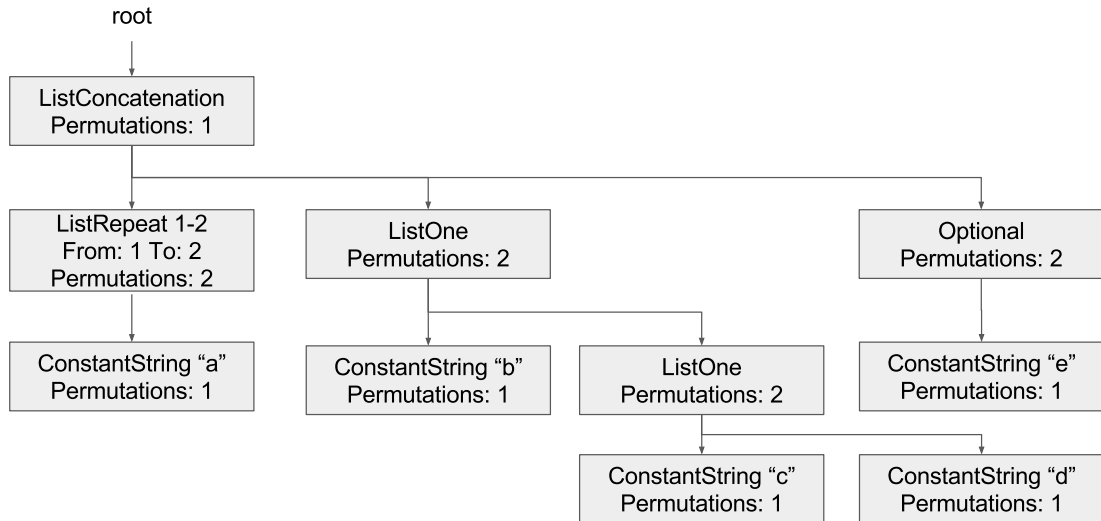 root
ListConcatenation
Permutations: 1
ListRepeat 1-2
From: 1 To: 2
Permutations: 2
ListOne
Permutations: 2
Optional
Permutations: 2
ConstantString “a”
Permutations: 1
ConstantString “b”
Permutations: 1
ListOne
Permutations: 2
ConstantString “e”
Permutations: 1
ConstantString “c”
Permutations: 1
ConstantString “d”
Permutations: 1